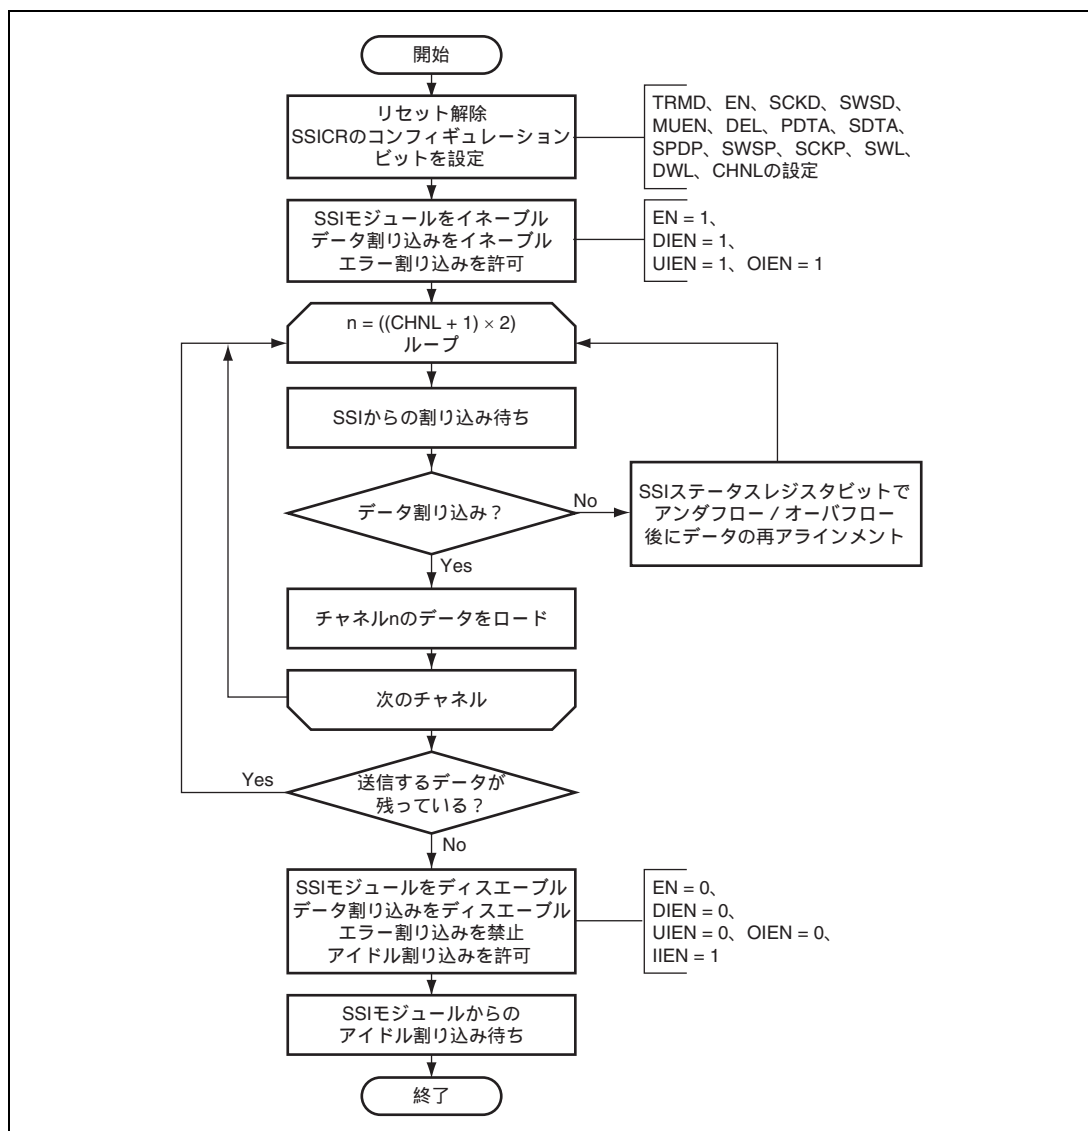 開始
リセット解除
SSICRのコンフィギュレーション
ビットを設定
TRMD、EN、SCKD、SWSD、
MUEN、DEL、PDTA、SDTA、
SPDP、SWSP、SCKP、SWL、
DWL、CHNLの設定
SSIモジュールをイネーブル
データ割り込みをイネーブル
エラー割り込みを許可
EN = 1、
DIEN = 1、
UIEN = 1、OIEN = 1
n = ((CHNL + 1) × 2)
ループ
SSIからの割り込み待ち
データ割り込み？
No
SSIステータスレジスタビットで
アンダフロー / オーバフロー
後にデータの再アラインメント
Yes
チャネルnのデータをロード
次のチャネル
Yes
送信するデータが
残っている？
No
SSIモジュールをディスエーブル
データ割り込みをディスエーブル
エラー割り込みを禁止
アイドル割り込みを許可
EN = 0、
DIEN = 0、
UIEN = 0、OIEN = 0、
IIEN = 1
SSIモジュールからの
アイドル割り込み待ち
終了